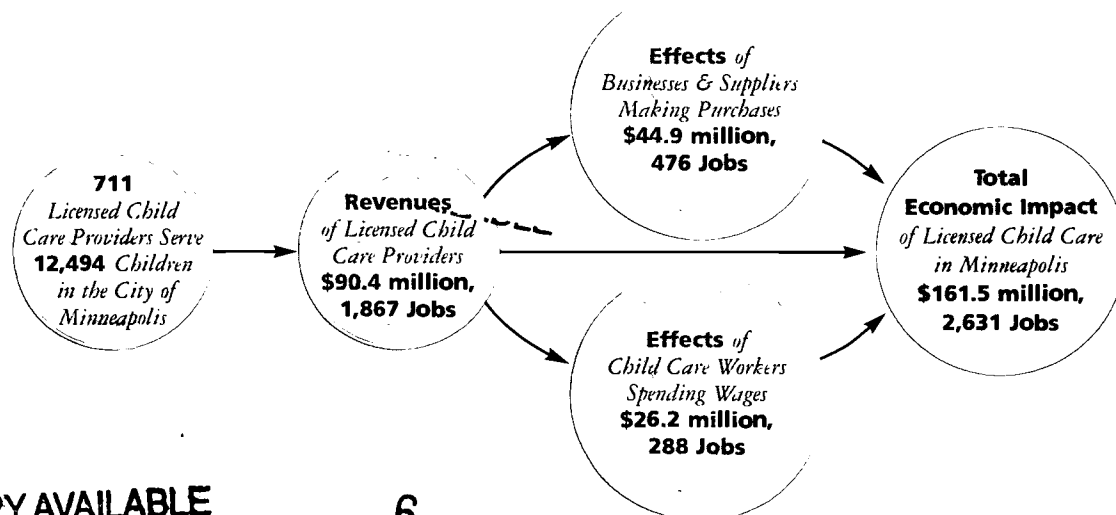 711
Licensed Child
Care Providers Serve
12,494 Children
in the City of
Minneapolis
Revenues
of Licensed Child
Care Providers
$90.4 million,
1,867 Jobs
Effects of
Businesses & Suppliers
Making Purchases
$44.9 million,
476 Jobs
Effects of
Child Care Workers
Spending Wages
$26.2 million,
288 Jobs
Total
Economic Impact
of Licensed Child Care
in Minneapolis
$161.5 million,
2,631 Jobs
PY AVAILABLE
6